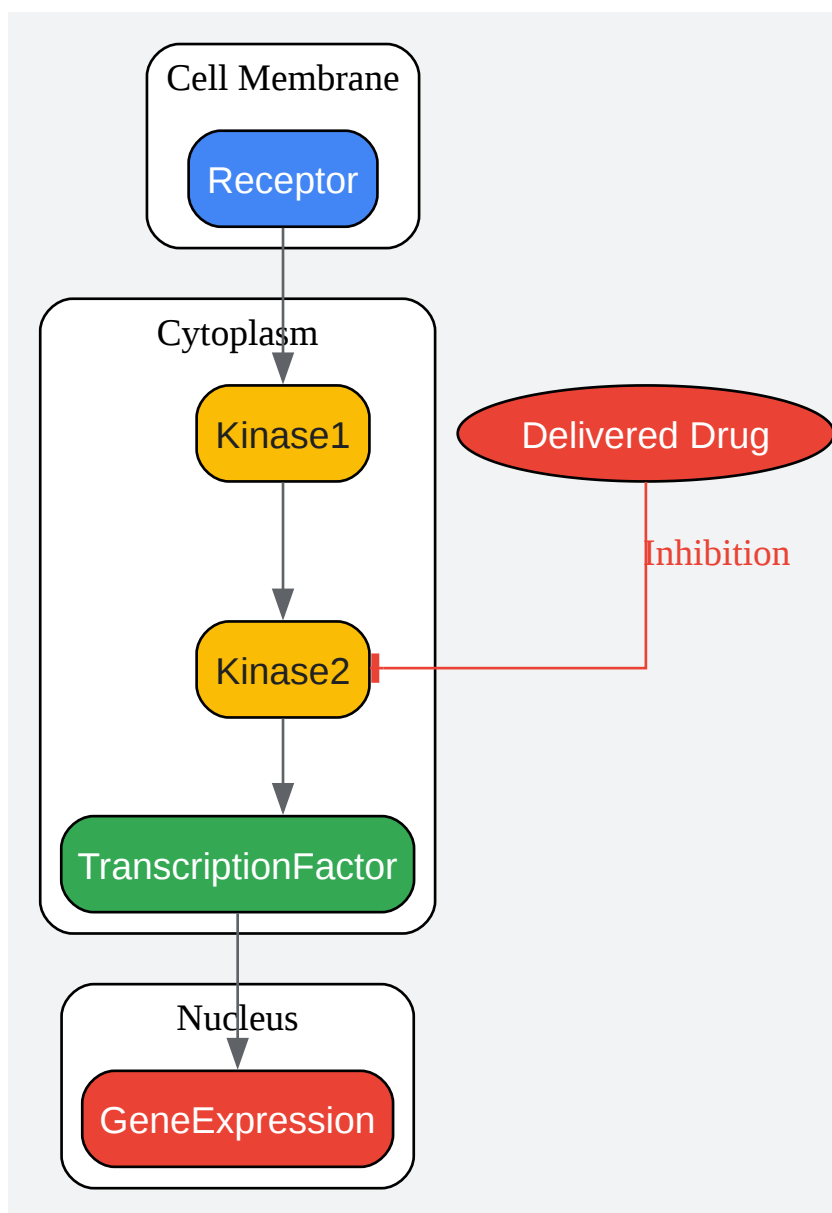 Cell Membrane
Receptor
Cytoplasm
Kinase1
Delivered Drug
Inhibition
Kinase2
TranscriptionFactor
Nucleus
GeneExpression